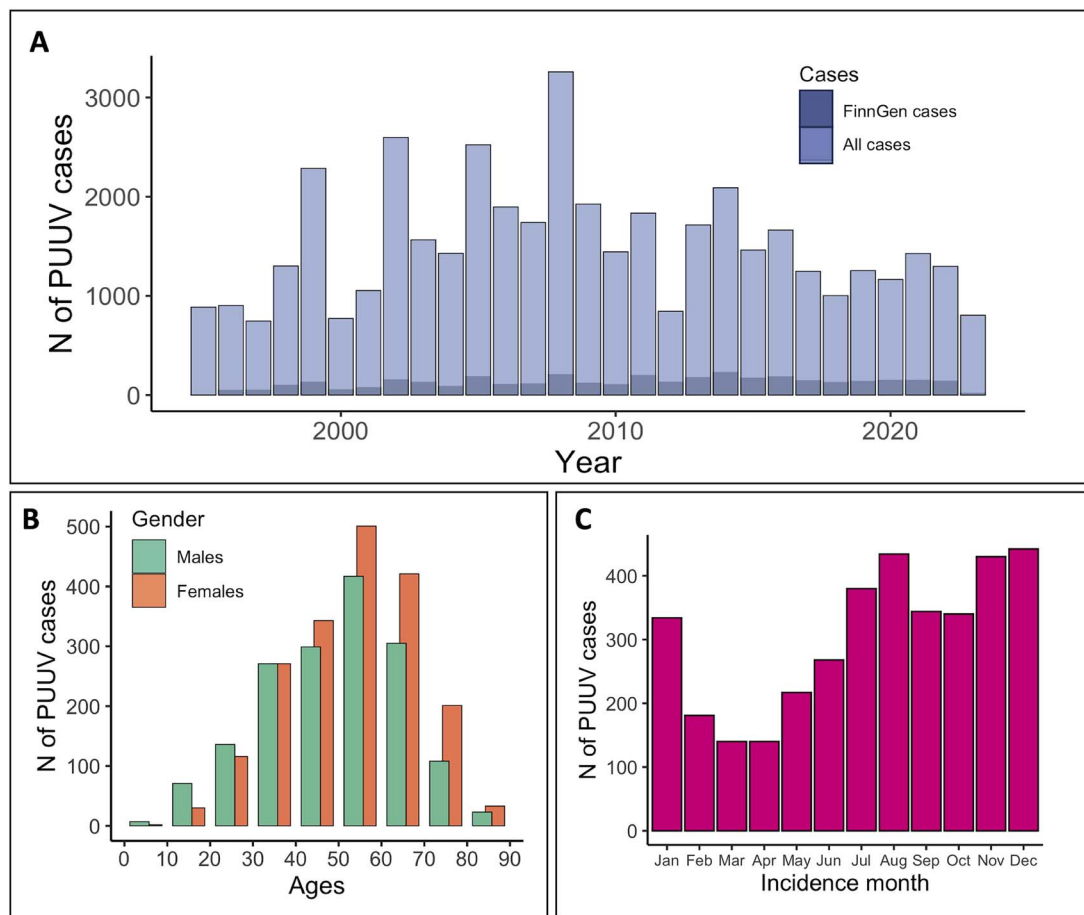 A
Cases
FinnGen cases
All cases
N of PUUV cases
3000
2000
1000
0
2000
2010
2020
Year
B
Gender
Males
Females
N of PUUV cases
500
400
300
200
100
0
0 10 20 30 40 50 60 70 80 90
Ages
C
N of PUUV cases
400
300
200
100
0
Jan Feb Mar Apr May Jun Jul Aug Sep Oct Nov Dec
Incidence month